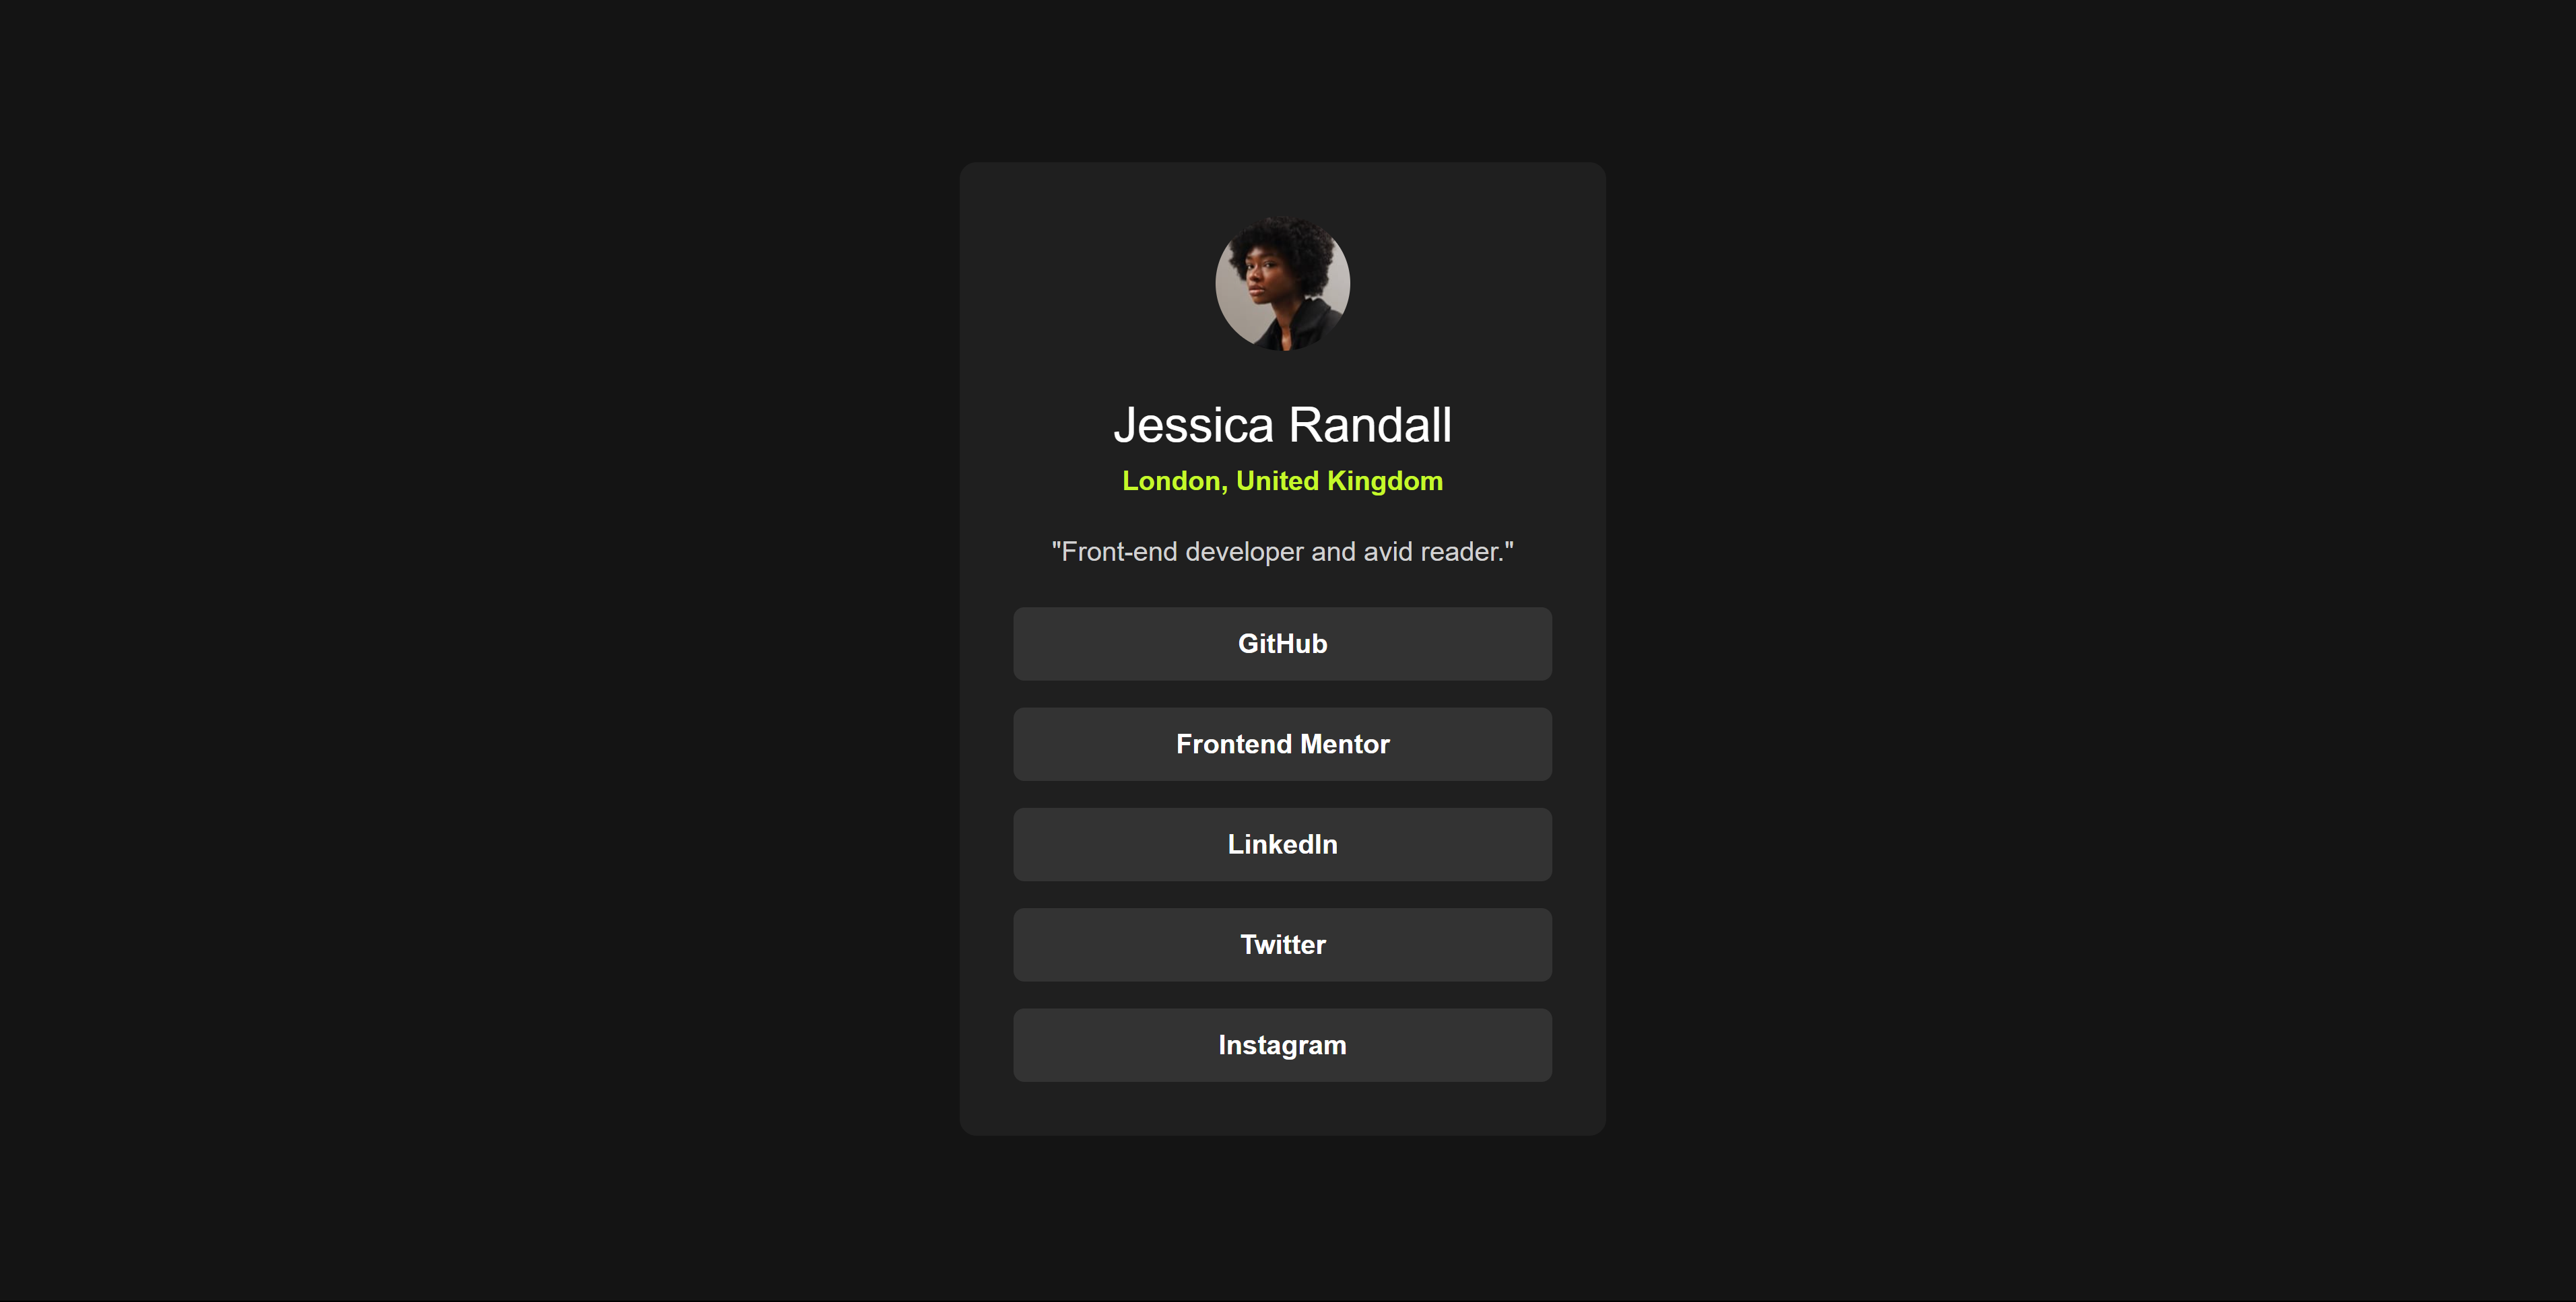 Jessica Randall
London, United Kingdom
"Front-end developer and avid reader."
GitHub
Frontend Mentor
LinkedIn
Twitter
Instagram